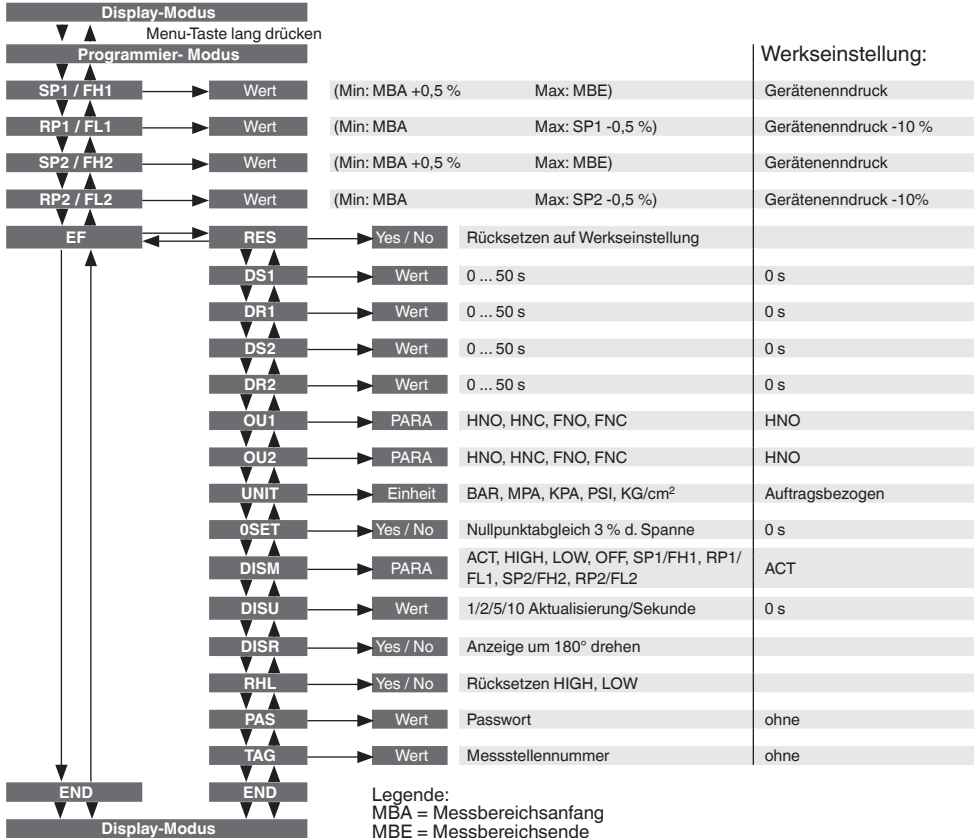 Display-Modus
Menu-Taste lang drücken
Programmier- Modus
Werkseinstellung:
SP1 / FH1 Wert (Min: MBA +0,5 % Max: MBE) Gerätenenndruck
RP1 / FL1 Wert (Min: MBA Max: SP1 -0,5 %) Gerätenenndruck -10 %
SP2 / FH2 Wert (Min: MBA +0,5 % Max: MBE) Gerätenenndruck
RP2 / FL2 Wert (Min: MBA Max: SP2 -0,5 %) Gerätenenndruck -10%
EF RES Yes / No Rücksetzen auf Werkseinstellung
DS1 Wert 0 ... 50 s 0 s
DR1 Wert 0 ... 50 s 0 s
DS2 Wert 0 ... 50 s 0 s
DR2 Wert 0 ... 50 s 0 s
OU1 PARA HNO, HNC, FNO, FNC HNO
OU2 PARA HNO, HNC, FNO, FNC HNO
UNIT Einheit BAR, MPA, KPA, PSI, KG/cm² Auftragsbezogen
0SET Yes / No Nullpunktabgleich 3 % d. Spanne 0 s
DISM PARA ACT, HIGH, LOW, OFF, SP1/FH1, RP1/
FL1, SP2/FH2, RP2/FL2 ACT
DISU Wert 1/2/5/10 Aktualisierung/Sekunde 0 s
DISR Yes / No Anzeige um 180° drehen
RHL Yes / No Rücksetzen HIGH, LOW
PAS Wert Passwort ohne
TAG Wert Messstellennummer ohne
END END
Display-Modus
Legende:
MBA = Messbereichsanfang
MBE = Messbereichsende